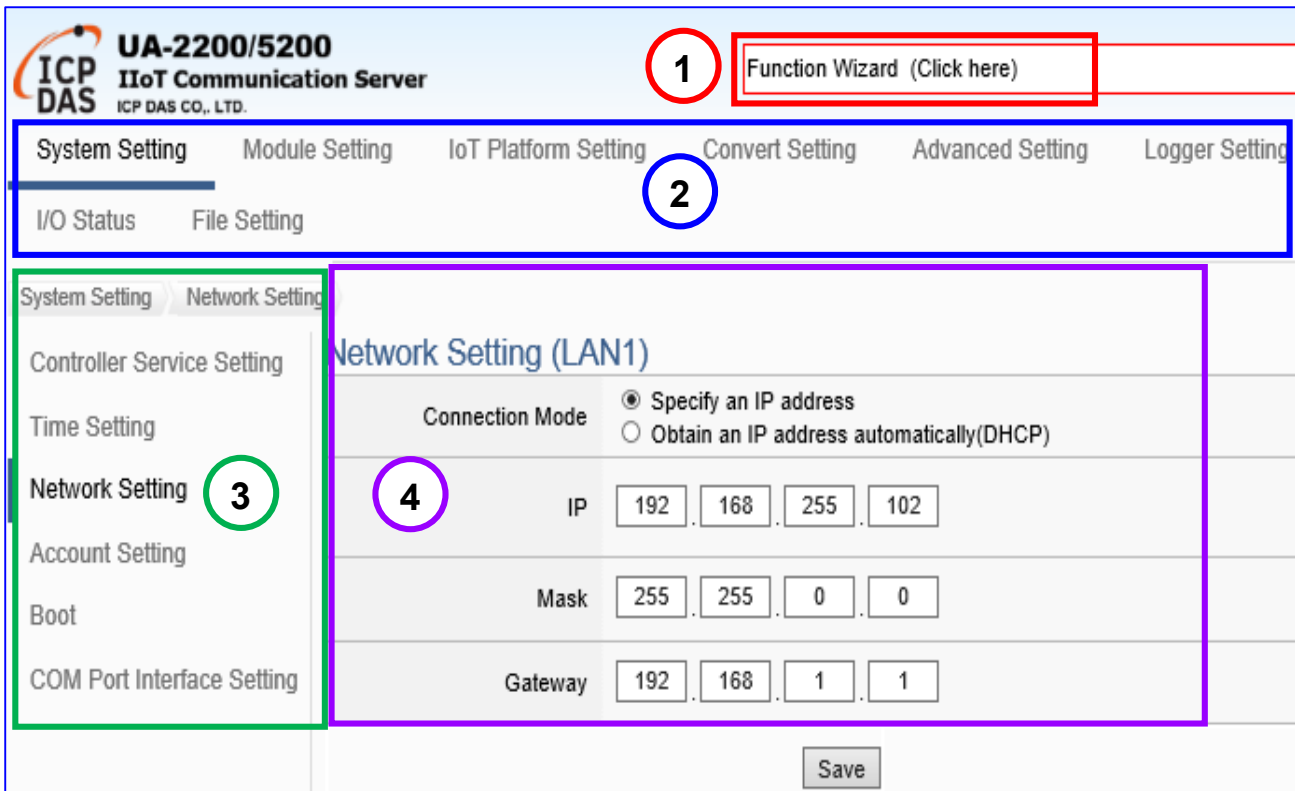 ICP
DAS
UA-2200/5200
IIoT Communication Server
ICP DAS CO,. LTD.
1
Function Wizard (Click here)
System Setting Module Setting IoT Platform Setting Convert Setting Advanced Setting Logger Setting
2
I/O Status File Setting
System Setting Network Setting
Controller Service Setting
Time Setting
Network Setting
3
Account Setting
Boot
COM Port Interface Setting
Network Setting (LAN1)
Connection Mode
Specify an IP address
Obtain an IP address automatically(DHCP)
4
IP 192 . 168 . 255 . 102
Mask 255 . 255 . 0 . 0
Gateway 192 . 168 . 1 . 1
Save